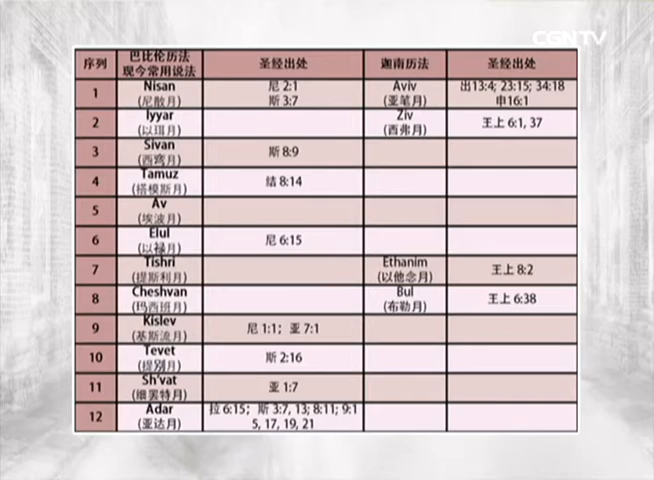 CGNTV
序列 巴比伦历法 现今常用说法 圣经出处 迦南历法 圣经出处
1 Nisan (尼散月) 尼 2:1 斯 3:7 Aviv (亚笔月) 出13:4; 23:15; 34:18 申16:1
2 Iyyar (以珥月) Ziv (西弗月) 王上 6:1, 37
3 Sivan (西弯月) 斯 8:9
4 Tamuz (搭模斯月) 结 8:14
5 Av (埃波月)
6 Elul (以禄月) 尼 6:15
7 Tishri (提斯利月) Ethanim (以他念月) 王上 8:2
8 Cheshvan (玛西班月) Bul (布勒月) 王上 6:38
9 Kislev (基斯流月) 尼 1:1; 亚 7:1
10 Tevet (提别月) 斯 2:16
11 Sh'vat (细罢特月) 亚 1:7
12 Adar (亚达月) 拉 6:15; 斯 3:7, 13; 8:11; 9:1 5, 17, 19, 21